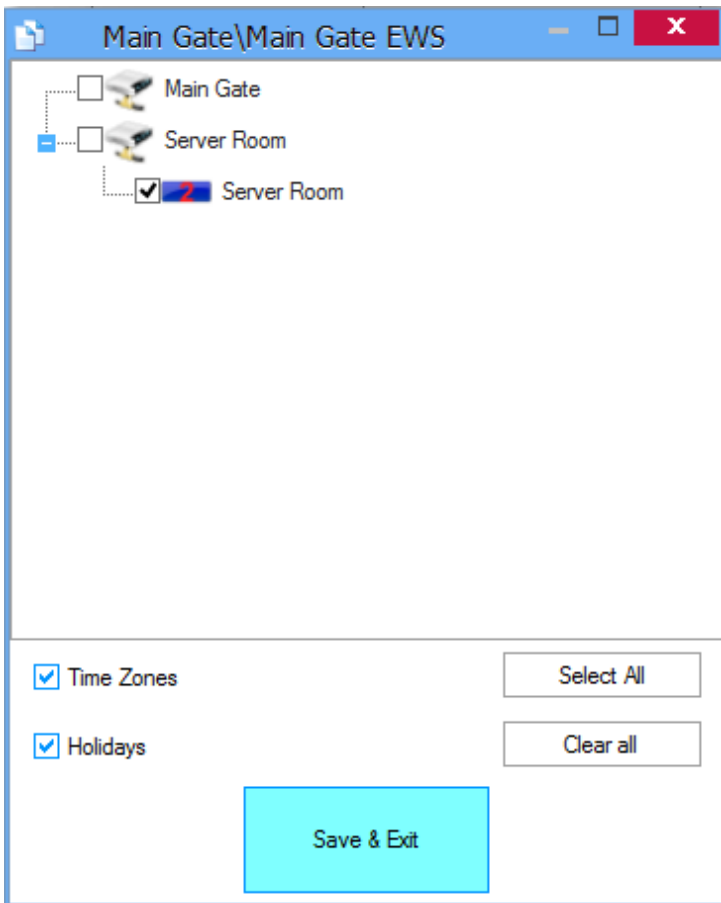 Main Gate\Main Gate EWS
Main Gate
Server Room
2 Server Room
Time Zones
Select All
Holidays
Clear all
Save & Exit